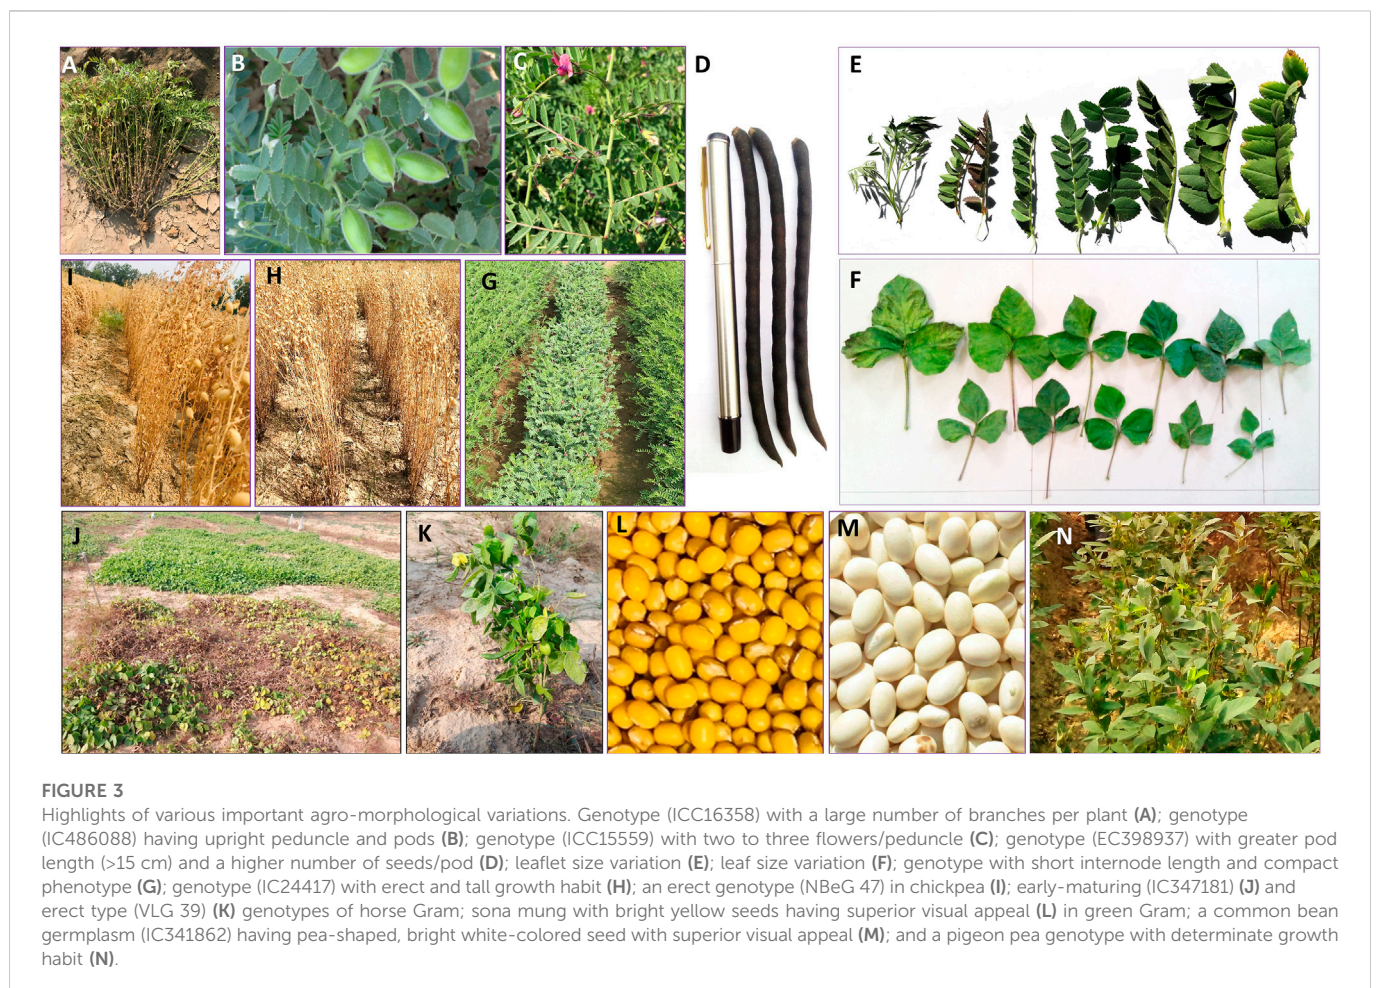 A
B
C
D
E
I
H
G
F
J
K
L
M
N
FIGURE 3
Highlights of various important agro-morphological variations. Genotype (ICC16358) with a large number of branches per plant (A); genotype
(IC486088) having upright peduncle and pods (B); genotype (ICC15559) with two to three flowers/peduncle (C); genotype (EC398937) with greater pod
length (>15 cm) and a higher number of seeds/pod (D); leaflet size variation (E); leaf size variation (F); genotype with short internode length and compact
phenotype (G); genotype (IC24417) with erect and tall growth habit (H); an erect genotype (NBeG 47) in chickpea (I); early-maturing (IC347181) (J) and
erect type (VLG 39) (K) genotypes of horse Gram; sona mung with bright yellow seeds having superior visual appeal (L) in green Gram; a common bean
germplasm (IC341862) having pea-shaped, bright white-colored seed with superior visual appeal (M); and a pigeon pea genotype with determinate growth
habit (N).